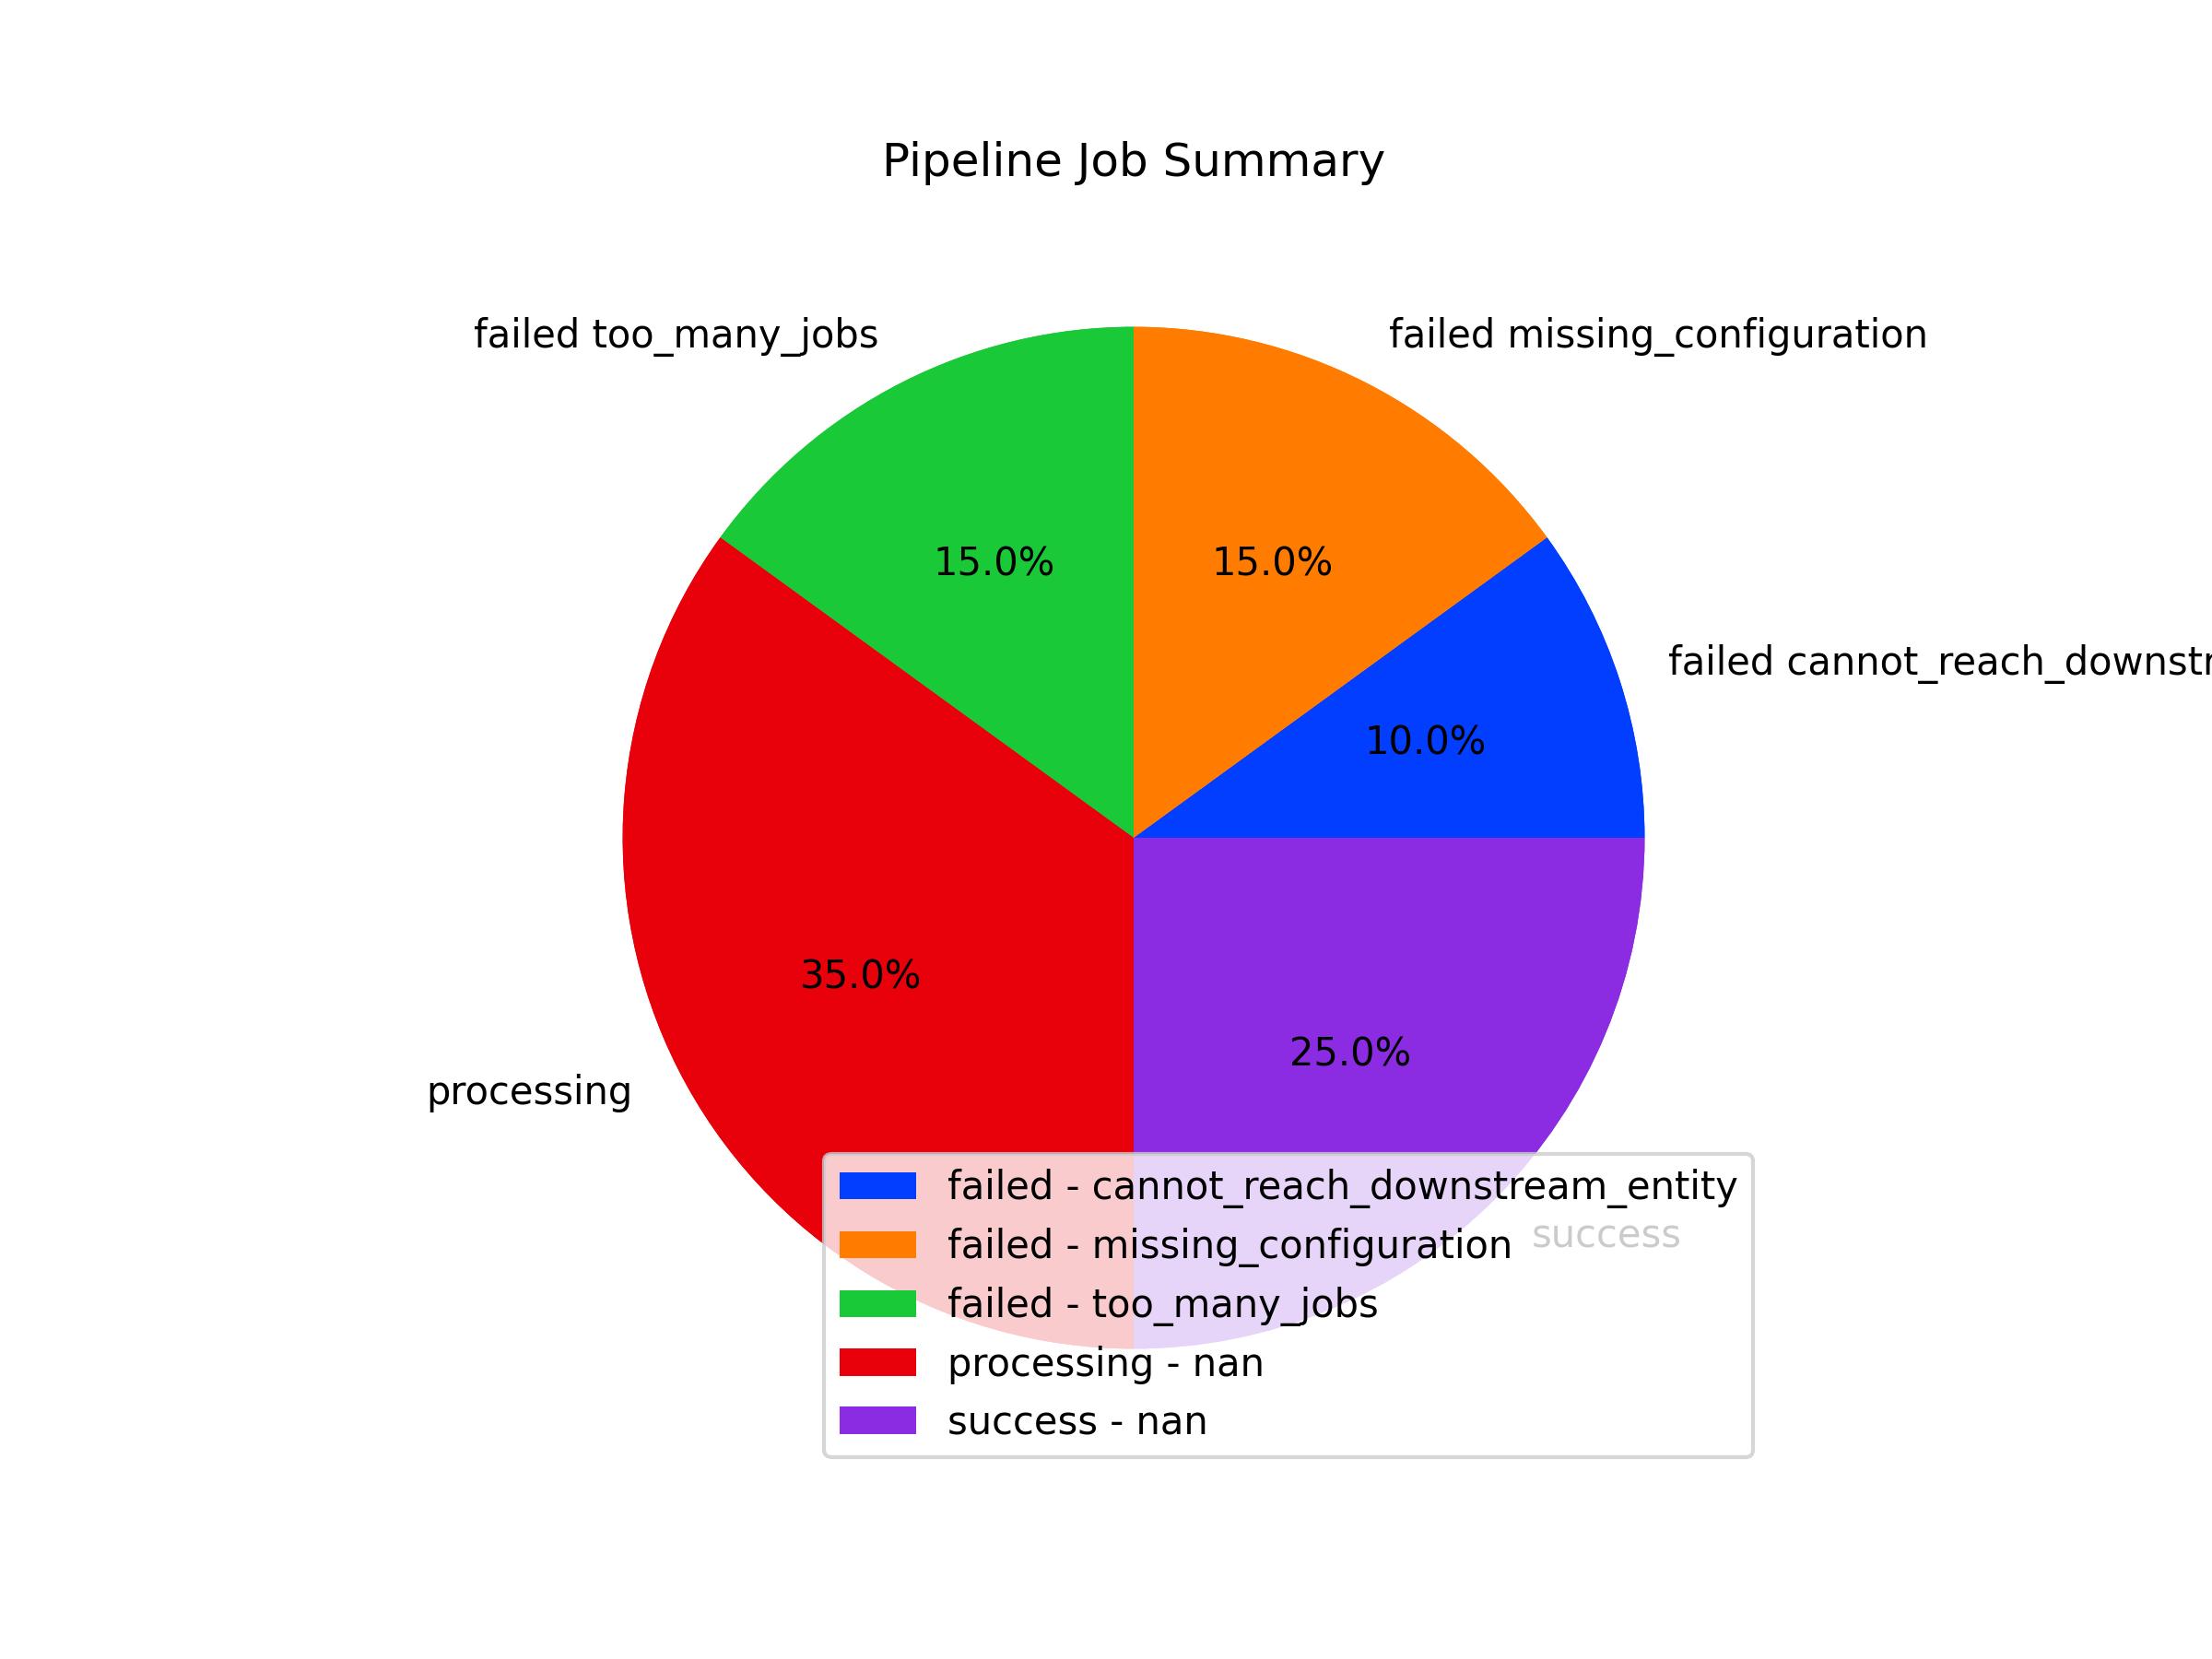 Pipeline Job Summary
failed too_many_jobs
failed missing_configuration
15.0%
15.0%
failed cannot_reach_downst
10.0%
35.0%
25.0%
processing
failed - cannot_reach_downstream_entity
success
failed - missing_configuration
failed - too_many_jobs
processing - nan
success - nan